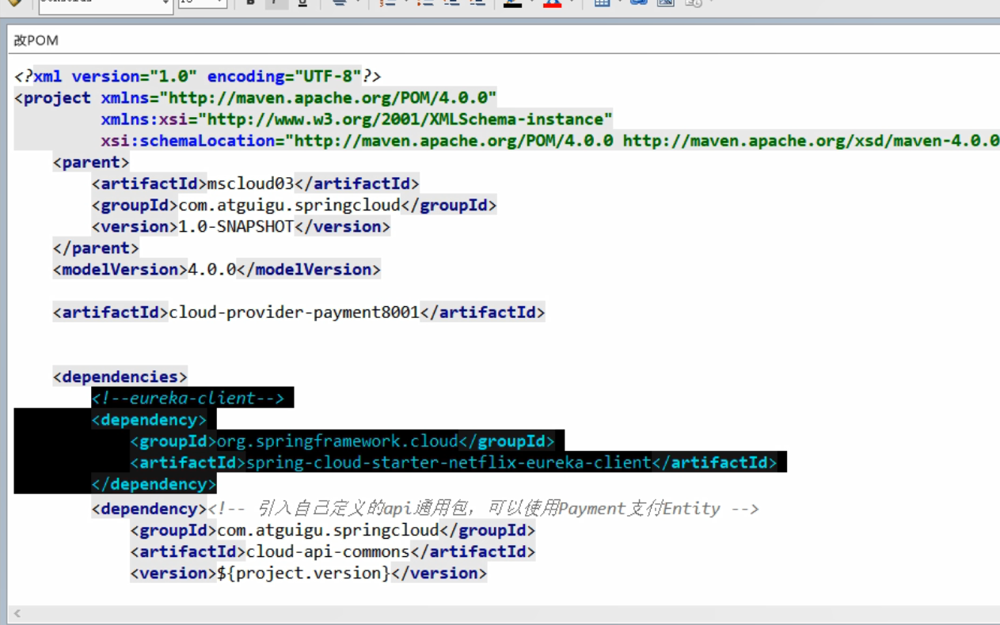 改POM
<?xml version="1.0" encoding="UTF-8"?>
<project xmlns="http://maven.apache.org/POM/4.0.0"
xmlns:xsi="http://www.w3.org/2001/XMLSchema-instance"
xsi:schemaLocation="http://maven.apache.org/POM/4.0.0 http://maven.apache.org/xsd/maven-4.0.0
<parent>
<artifactId>mscloud03</artifactId>
<groupId>com.atguigu.springcloud</groupId>
<version>1.0-SNAPSHOT</version>
</parent>
<modelVersion>4.0.0</modelVersion>
<artifactId>cloud-provider-payment8001</artifactId>
<dependencies>
<!--eureka-client-->
<dependency>
<groupId>org.springframework.cloud</groupId>
<artifactId>spring-cloud-starter-netflix-eureka-client</artifactId>
</dependency>
<dependency><!-- 引入自己定义的api通用包，可以使用Payment支付Entity -->
<groupId>com.atguigu.springcloud</groupId>
<artifactId>cloud-api-commons</artifactId>
<version>${project.version}</version>